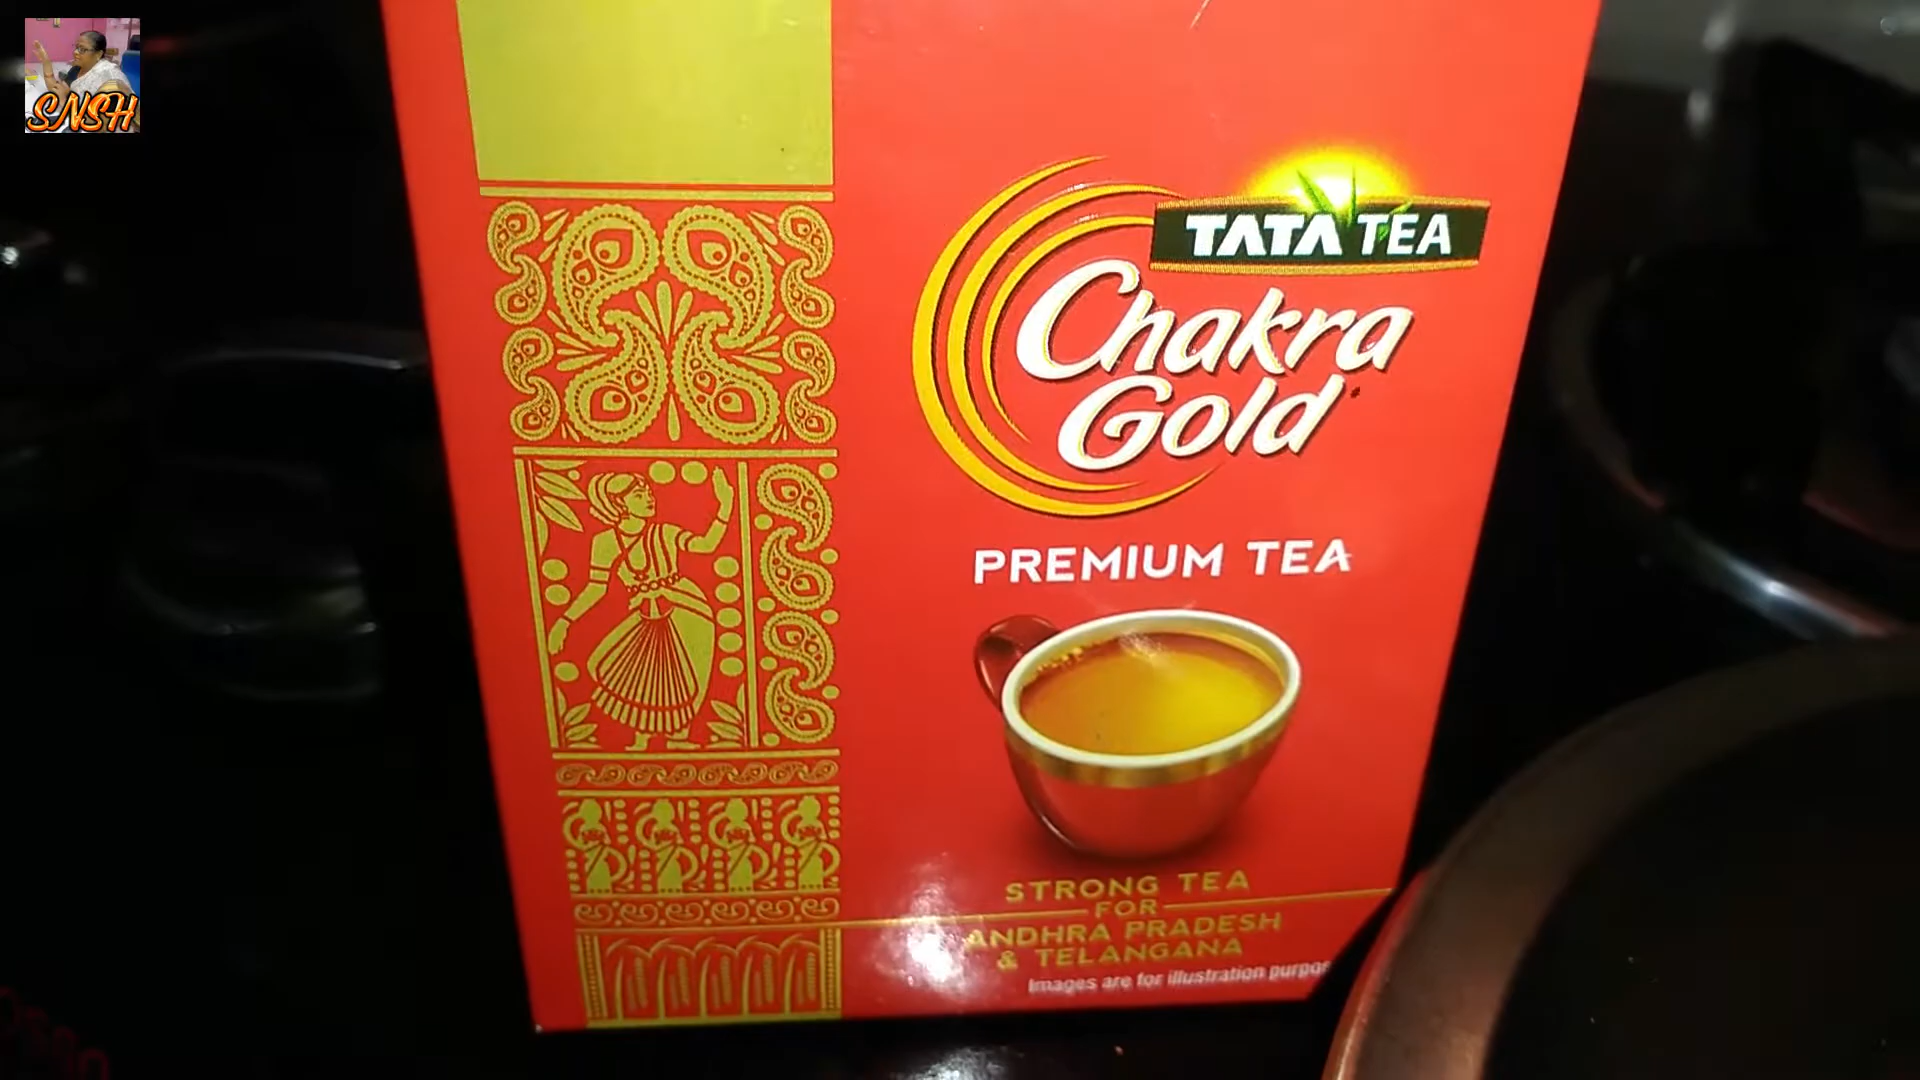 SNSH
TATA TEA
Chakra
Gold
PREMIUM TEA
STRONG TEA
FOR
ANDHRA PRADESH
& TELANGANA
Images are for illustration